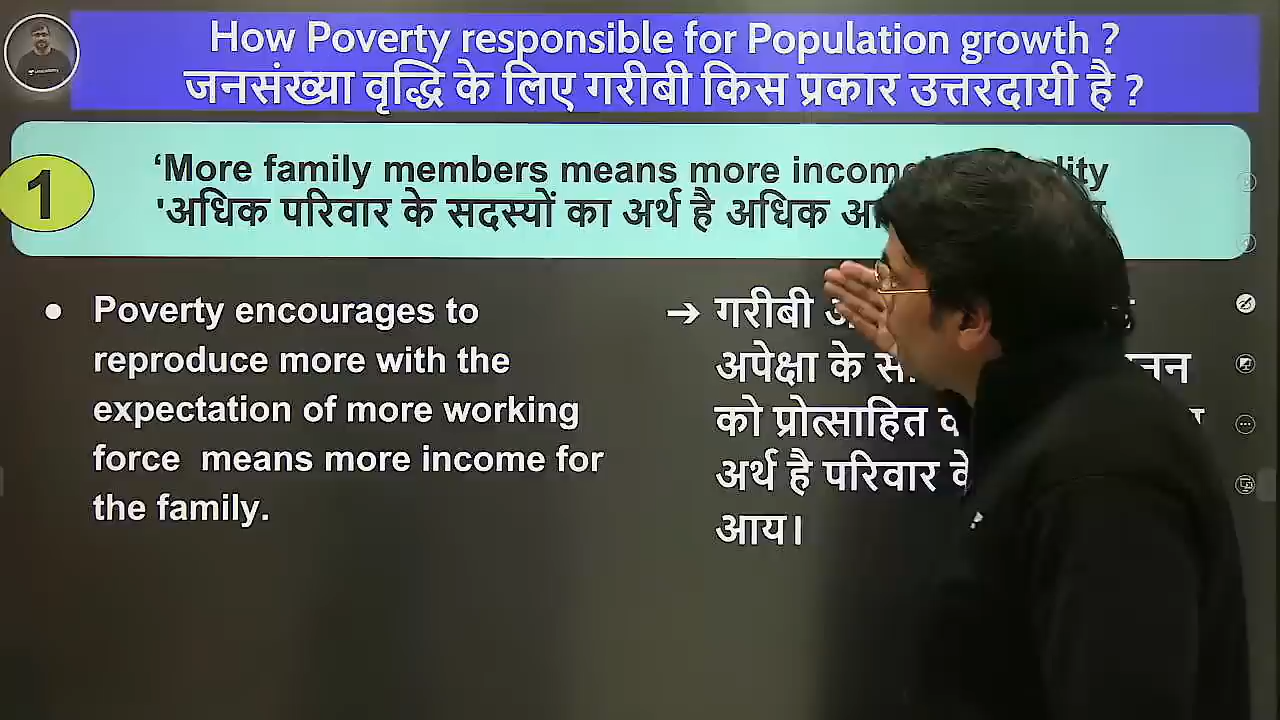 How Poverty responsible for Population growth ?
जनसंख्या वृद्धि के लिए गरीबी किस प्रकार उत्तरदायी है ?
1
‘More family members means more
'अधिक परिवार के सदस्यों का अर्थ है अधिक
● Poverty encourages to
reproduce more with the
expectation of more working
force means more income for
the family.
➔ गरीबी
अपेक्षा के
को प्रोत्साहित
अर्थ है परिवार
आय।